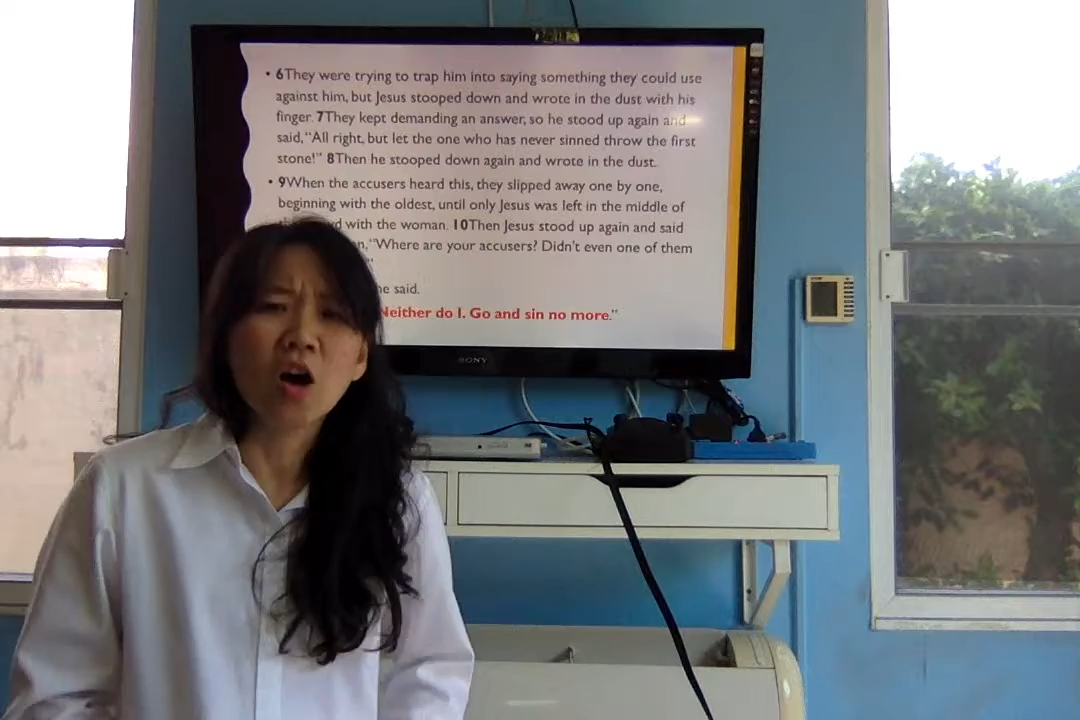 • 6They were trying to trap him into saying something they could use
against him, but Jesus stooped down and wrote in the dust with his
finger. 7They kept demanding an answer, so he stood up again and
said, “All right, but let the one who has never sinned throw the first
stone!” 8Then he stooped down again and wrote in the dust.
• 9When the accusers heard this, they slipped away one by one,
beginning with the oldest, until only Jesus was left in the middle of
with the woman. 10Then Jesus stood up again and said
“Where are your accusers? Didn’t even one of them
he said.
Neither do I. Go and sin no more.”
SONY